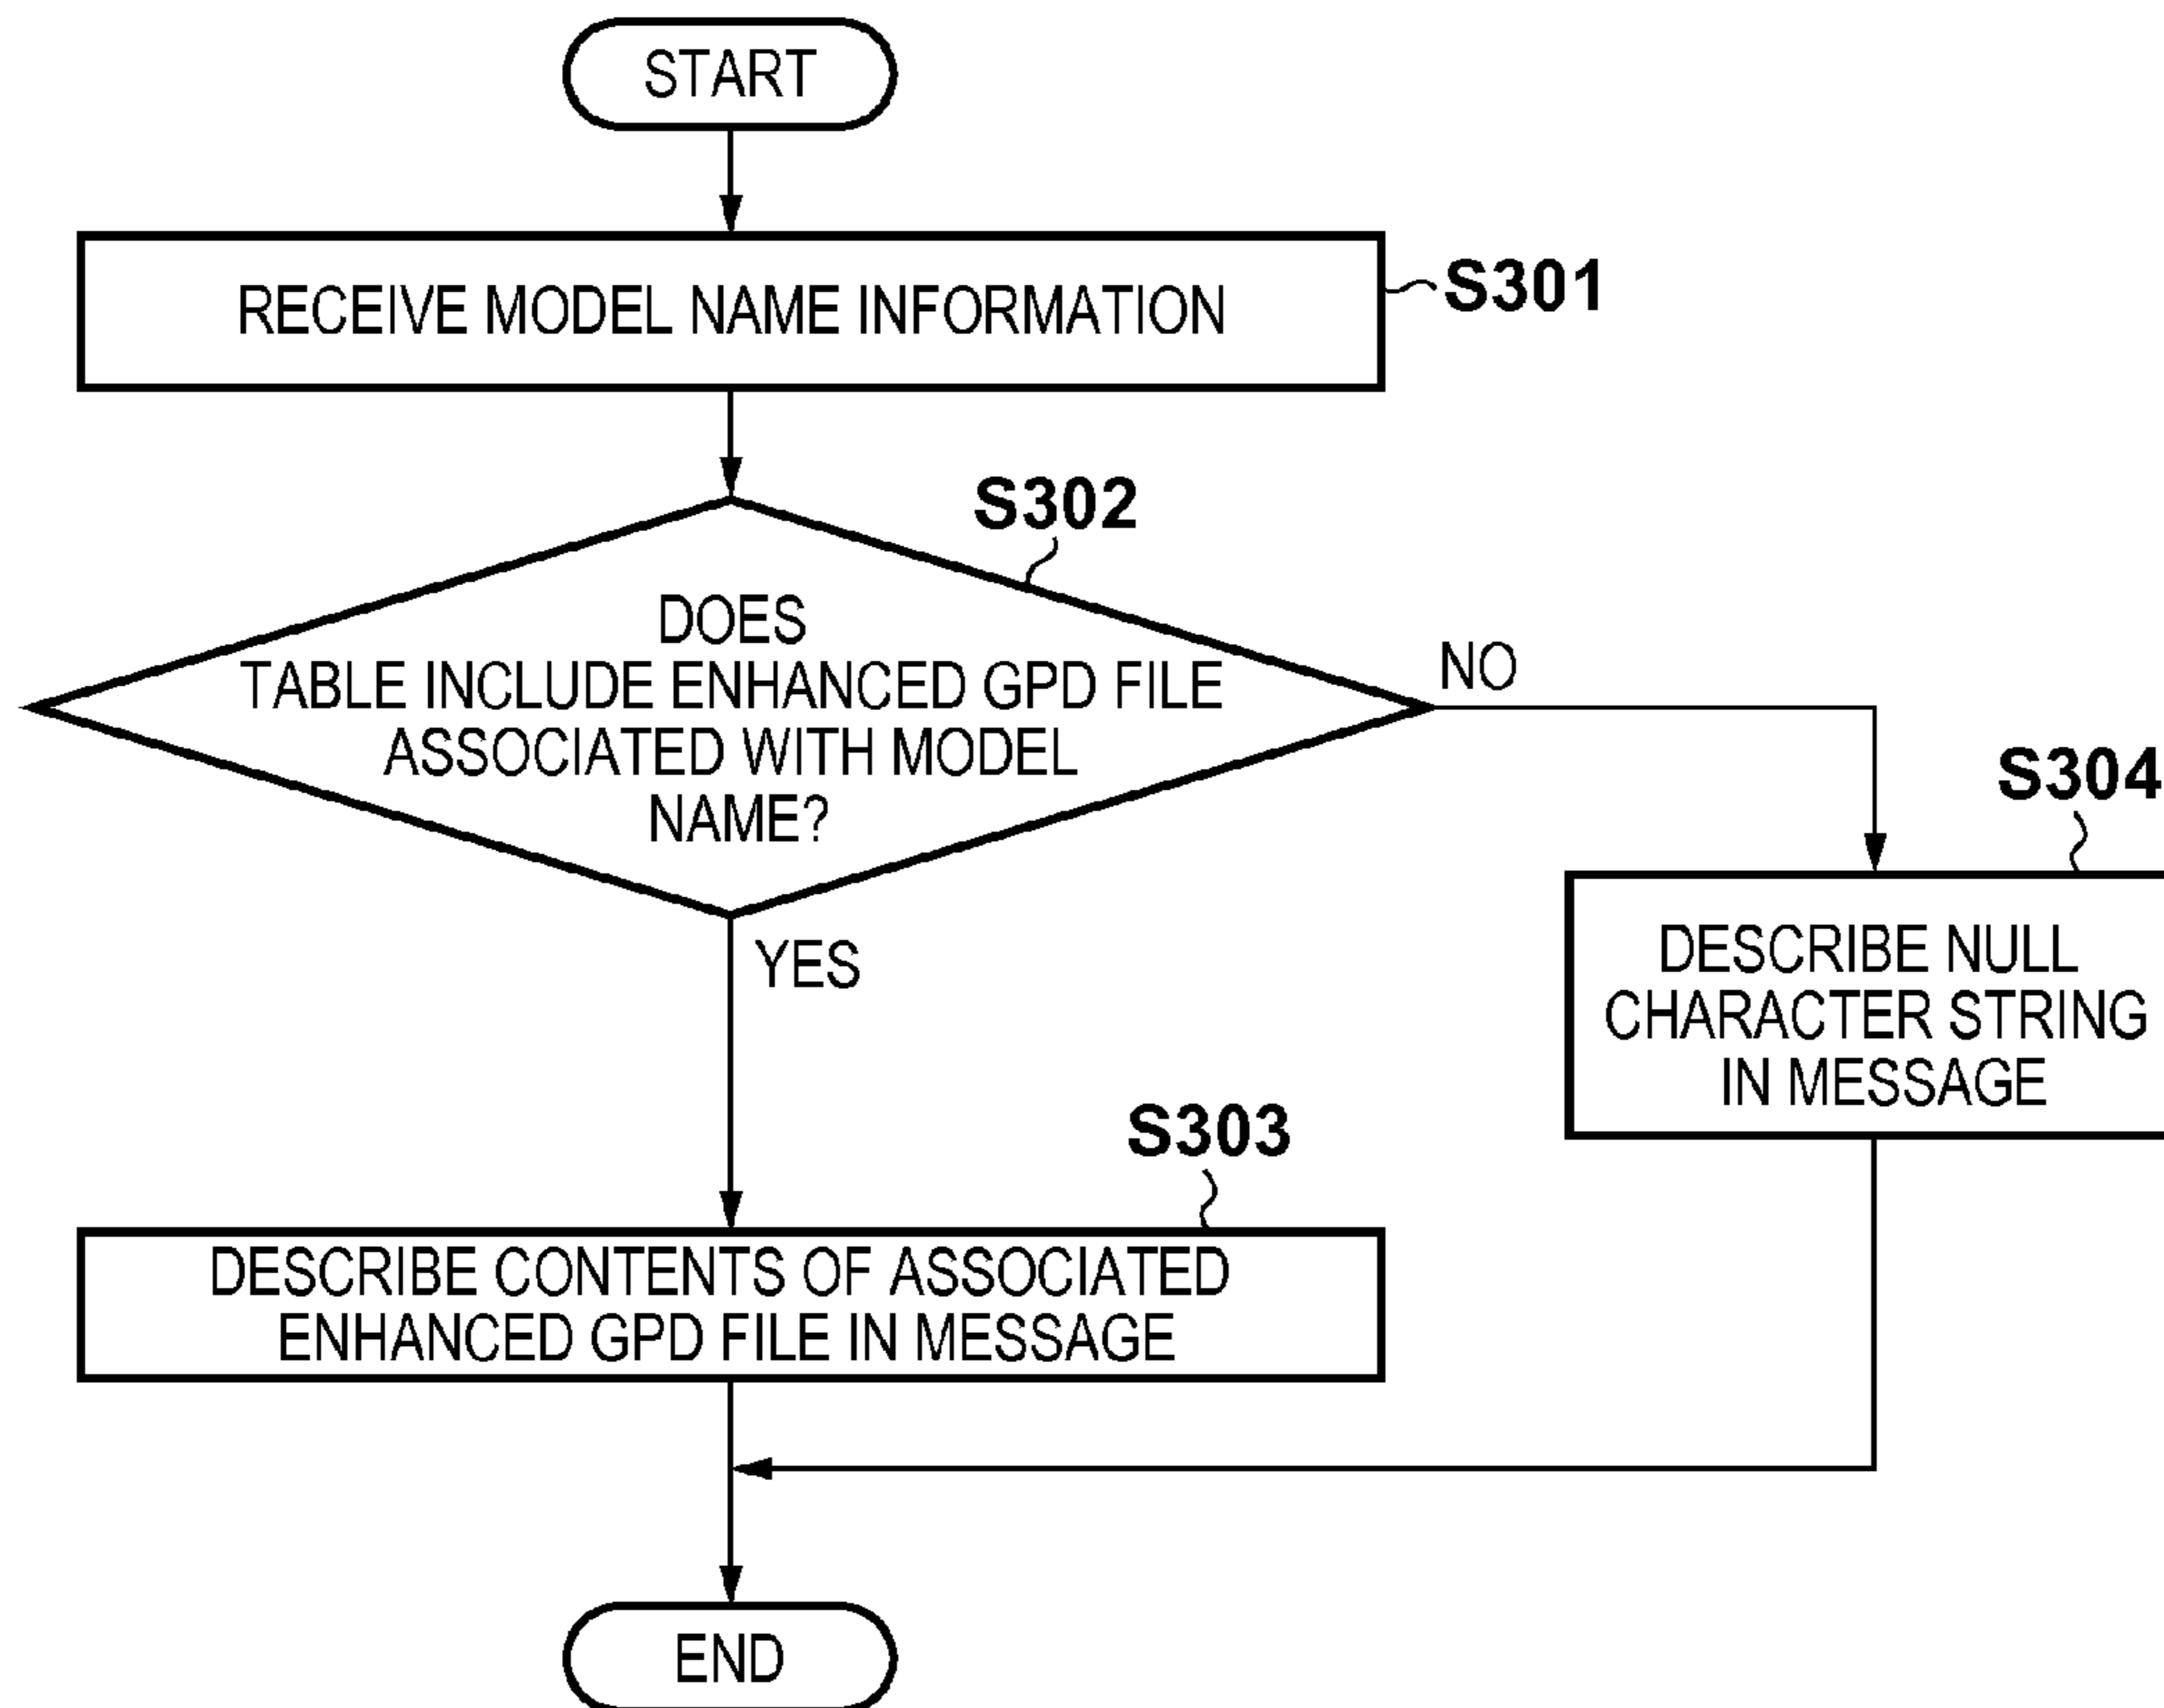 START
RECEIVE MODEL NAME INFORMATION
S301
S302
DOES
TABLE INCLUDE ENHANCED GPD FILE
ASSOCIATED WITH MODEL
NAME?
NO
YES
S304
DESCRIBE NULL
CHARACTER STRING
IN MESSAGE
S303
DESCRIBE CONTENTS OF ASSOCIATED
ENHANCED GPD FILE IN MESSAGE
END